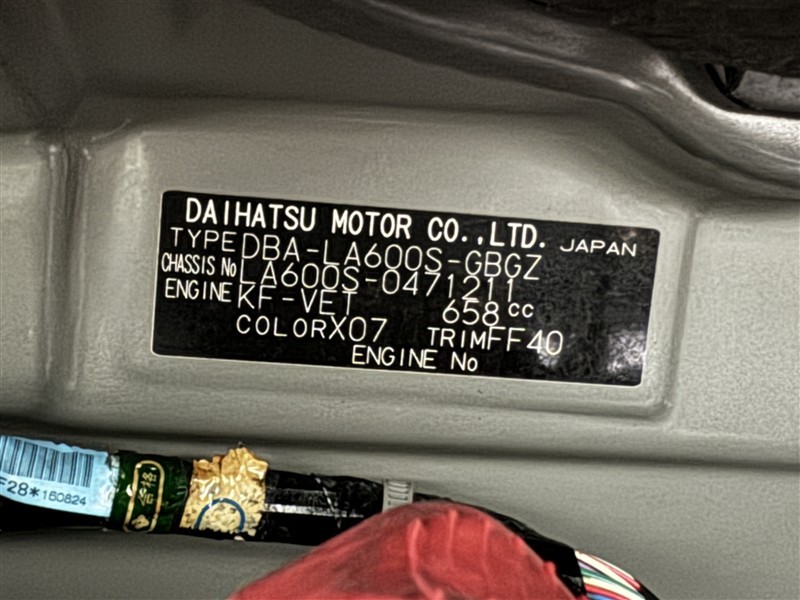 DAIHATSU MOTOR CO.,LTD. JAPAN
TYPE DBA-LA600S-GBGZ
CHASSIS No LA600S-0471211
ENGINE KF-VET 658cc
COLOR X07 TRIM FF40
ENGINE No
F28*160824